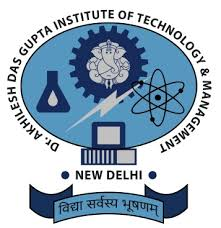 DR. AKHILESH DAS GUPTA INSTITUTE OF TECHNOLOGY & MANAGEMENT
• NEW DELHI •
विद्या सर्वस्य भूषणम्